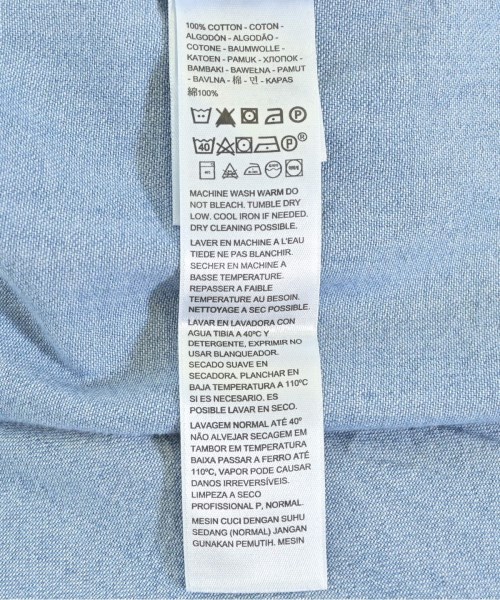 100% COTTON - COTON -
ALGODÓN - ALGODÃO -
COTONE - BAUMWOLLE -
KATOEN - PAMUK - ХЛОПОК -
BAMBAKI - BAWEŁNA - PAMUT
- BAVLNA - 棉 - 면 - KAPAS
綿100%
P
40 P®
MACHINE WASH WARM DO
NOT BLEACH. TUMBLE DRY
LOW. COOL IRON IF NEEDED.
DRY CLEANING POSSIBLE.
LAVER EN MACHINE A L'EAU
TIEDE NE PAS BLANCHIR.
SECHER EN MACHINE A
BASSE TEMPERATURE.
REPASSER A FAIBLE
TEMPERATURE AU BESOIN.
NETTOYAGE A SEC POSSIBLE.
LAVAR EN LAVADORA CON
AGUA TIBIA A 40°C Y
DETERGENTE, EXPRIMIR NO
USAR BLANQUEADOR.
SECADO SUAVE EN
SECADORA. PLANCHAR EN
BAJA TEMPERATURA A 110°C
SI ES NECESARIO. ES
POSIBLE LAVAR EN SECO.
LAVAGEM NORMAL ATÉ 40°
NÃO ALVEJAR SECAGEM EM
TAMBOR EM TEMPERATURA
BAIXA PASSAR A FERRO ATÉ
110ºC, VAPOR PODE CAUSAR
DANOS IRREVERSÍVEIS.
LIMPEZA A SECO
PROFISSIONAL P, NORMAL.
MESIN CUCI DENGAN SUHU
SEDANG (NORMAL) JANGAN
GUNAKAN PEMUTIH. MESIN